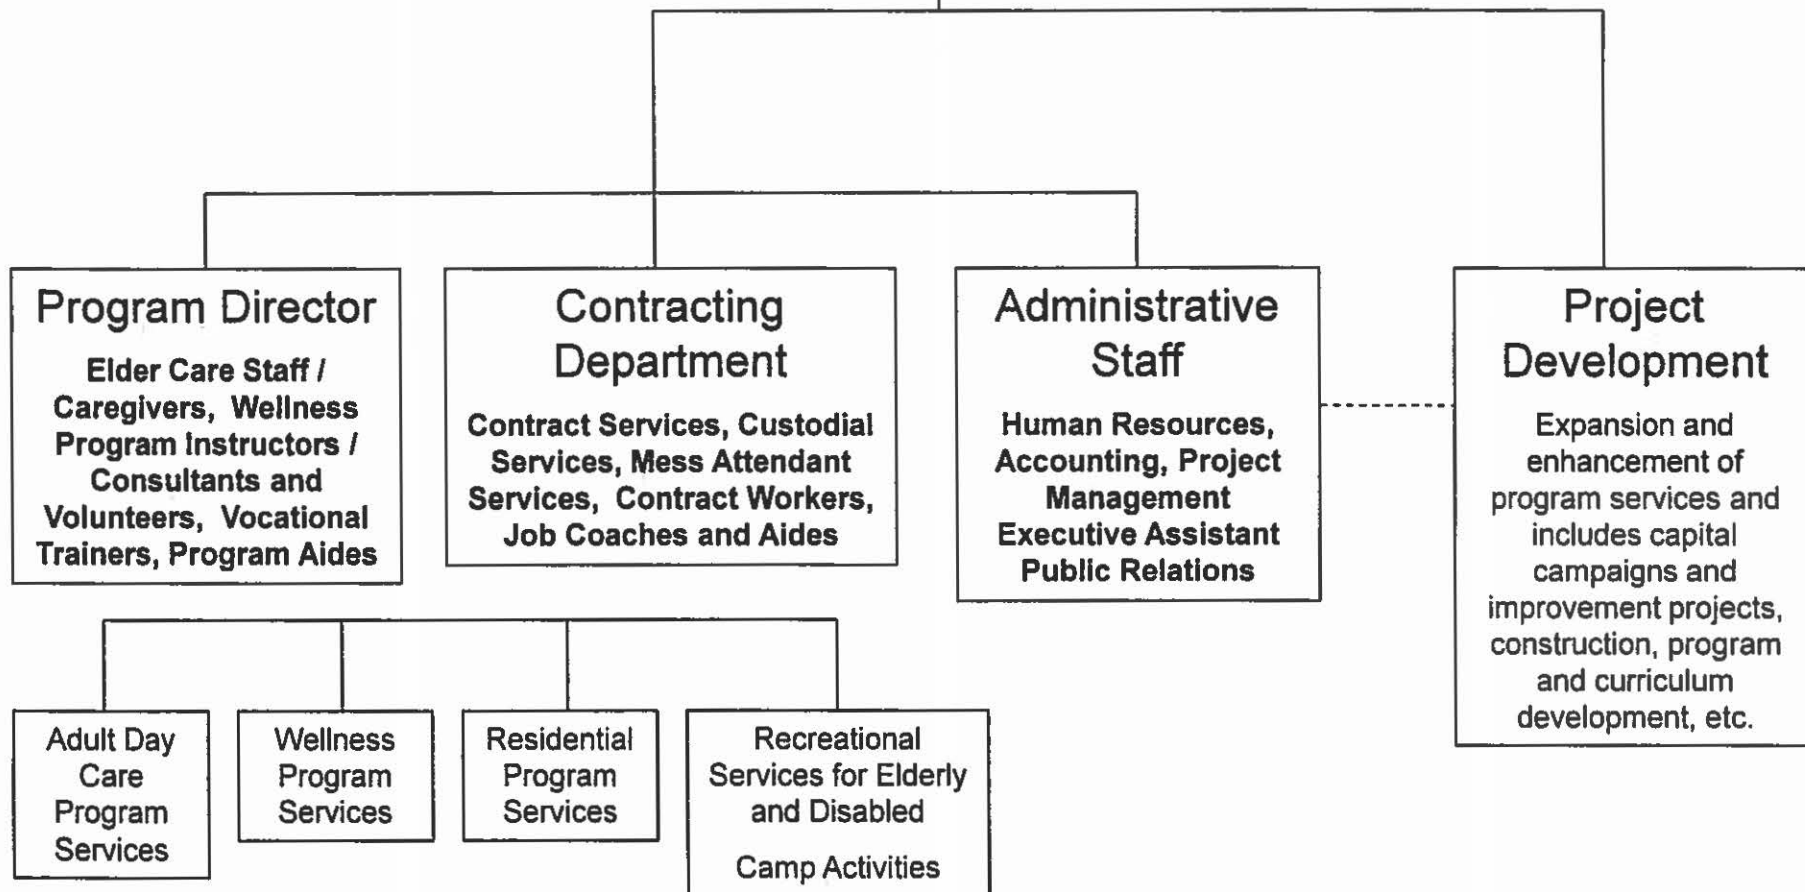 Program Director
Elder Care Staff /
Caregivers, Wellness
Program Instructors /
Consultants and
Volunteers, Vocational
Trainers, Program Aides
Contracting
Department
Contract Services, Custodial
Services, Mess Attendant
Services, Contract Workers,
Job Coaches and Aides
Administrative
Staff
Human Resources,
Accounting, Project
Management
Executive Assistant
Public Relations
Project
Development
Expansion and
enhancement of
program services and
includes capital
campaigns and
improvement projects,
construction, program
and curriculum
development, etc.
Adult Day
Care
Program
Services
Wellness
Program
Services
Residential
Program
Services
Recreational
Services for Elderly
and Disabled
Camp Activities